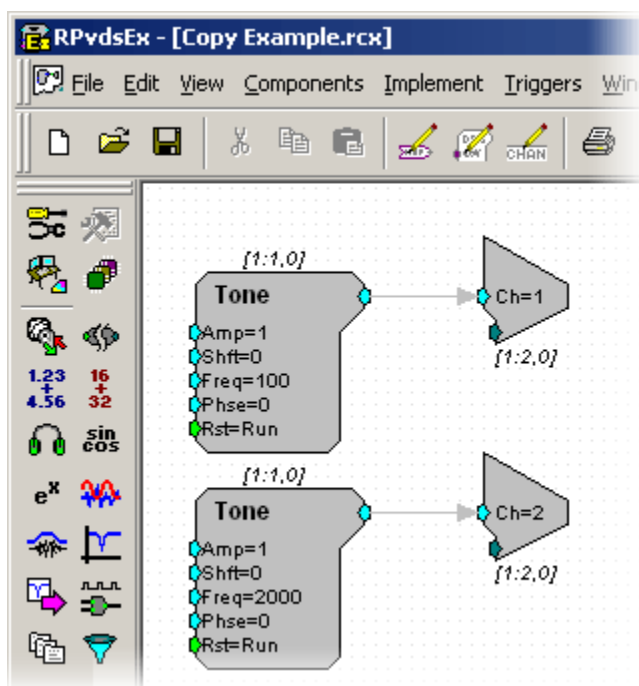 RPvdsEx - [Copy Example.rcx]
File Edit View Components Implement Triggers Win
CHAN
[1:1,0]
Tone
Amp=1
Shft=0
Freq=100
Phse=0
Rst=Run
Ch=1
[1:2,0]
[1:1,0]
Tone
Amp=1
Shft=0
Freq=2000
Phse=0
Rst=Run
Ch=2
[1:2,0]
1.23
+
4.56
16
+
32
sin
cos
eˣ